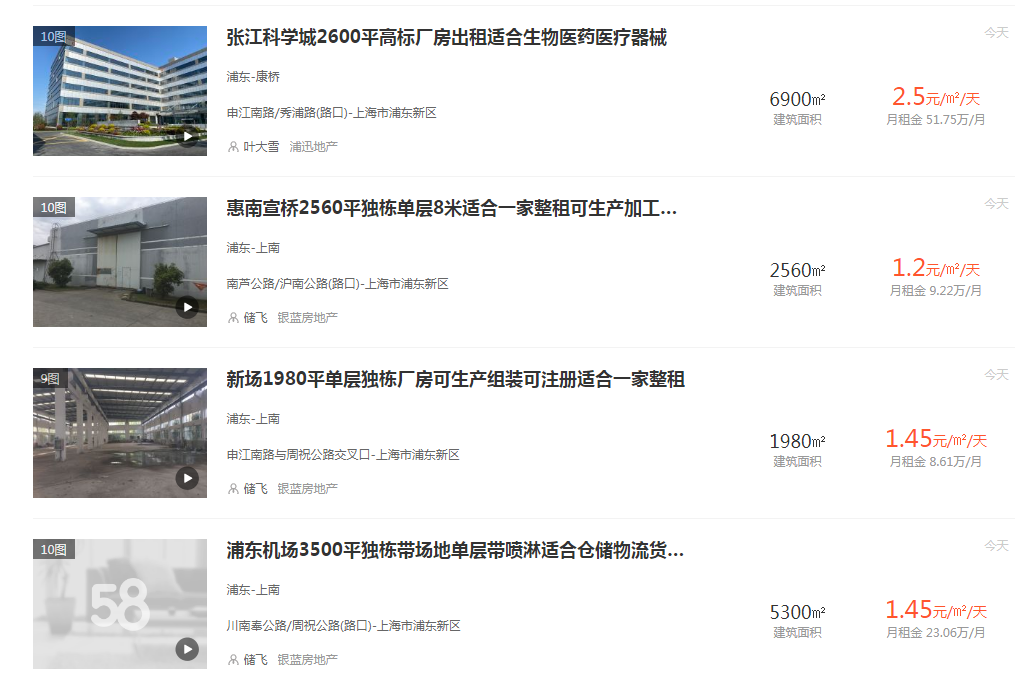 10图
张江科学城2600平高标厂房出租适合生物医药医疗器械
今天
浦东-康桥
6900m²
2.5元/㎡/天
申江南路/秀浦路(路口)-上海市浦东新区
建筑面积
月租金 51.75万/月
叶大雪 浦迅地产
10图
惠南宣桥2560平独栋单层8米适合一家整租可生产加工...
今天
浦东-上南
2560m²
1.2元/㎡/天
南芦公路/沪南公路(路口)-上海市浦东新区
建筑面积
月租金 9.22万/月
储飞 银蓝房地产
9图
新场1980平单层独栋厂房可生产组装可注册适合一家整租
今天
浦东-上南
1980m²
1.45元/㎡/天
申江南路与周祝公路交叉口-上海市浦东新区
建筑面积
月租金 8.61万/月
储飞 银蓝房地产
10图
浦东机场3500平独栋带场地单层带喷淋适合仓储物流货...
今天
浦东-上南
58
5300m²
1.45元/㎡/天
川南奉公路/周祝公路(路口)-上海市浦东新区
建筑面积
月租金 23.06万/月
储飞 银蓝房地产